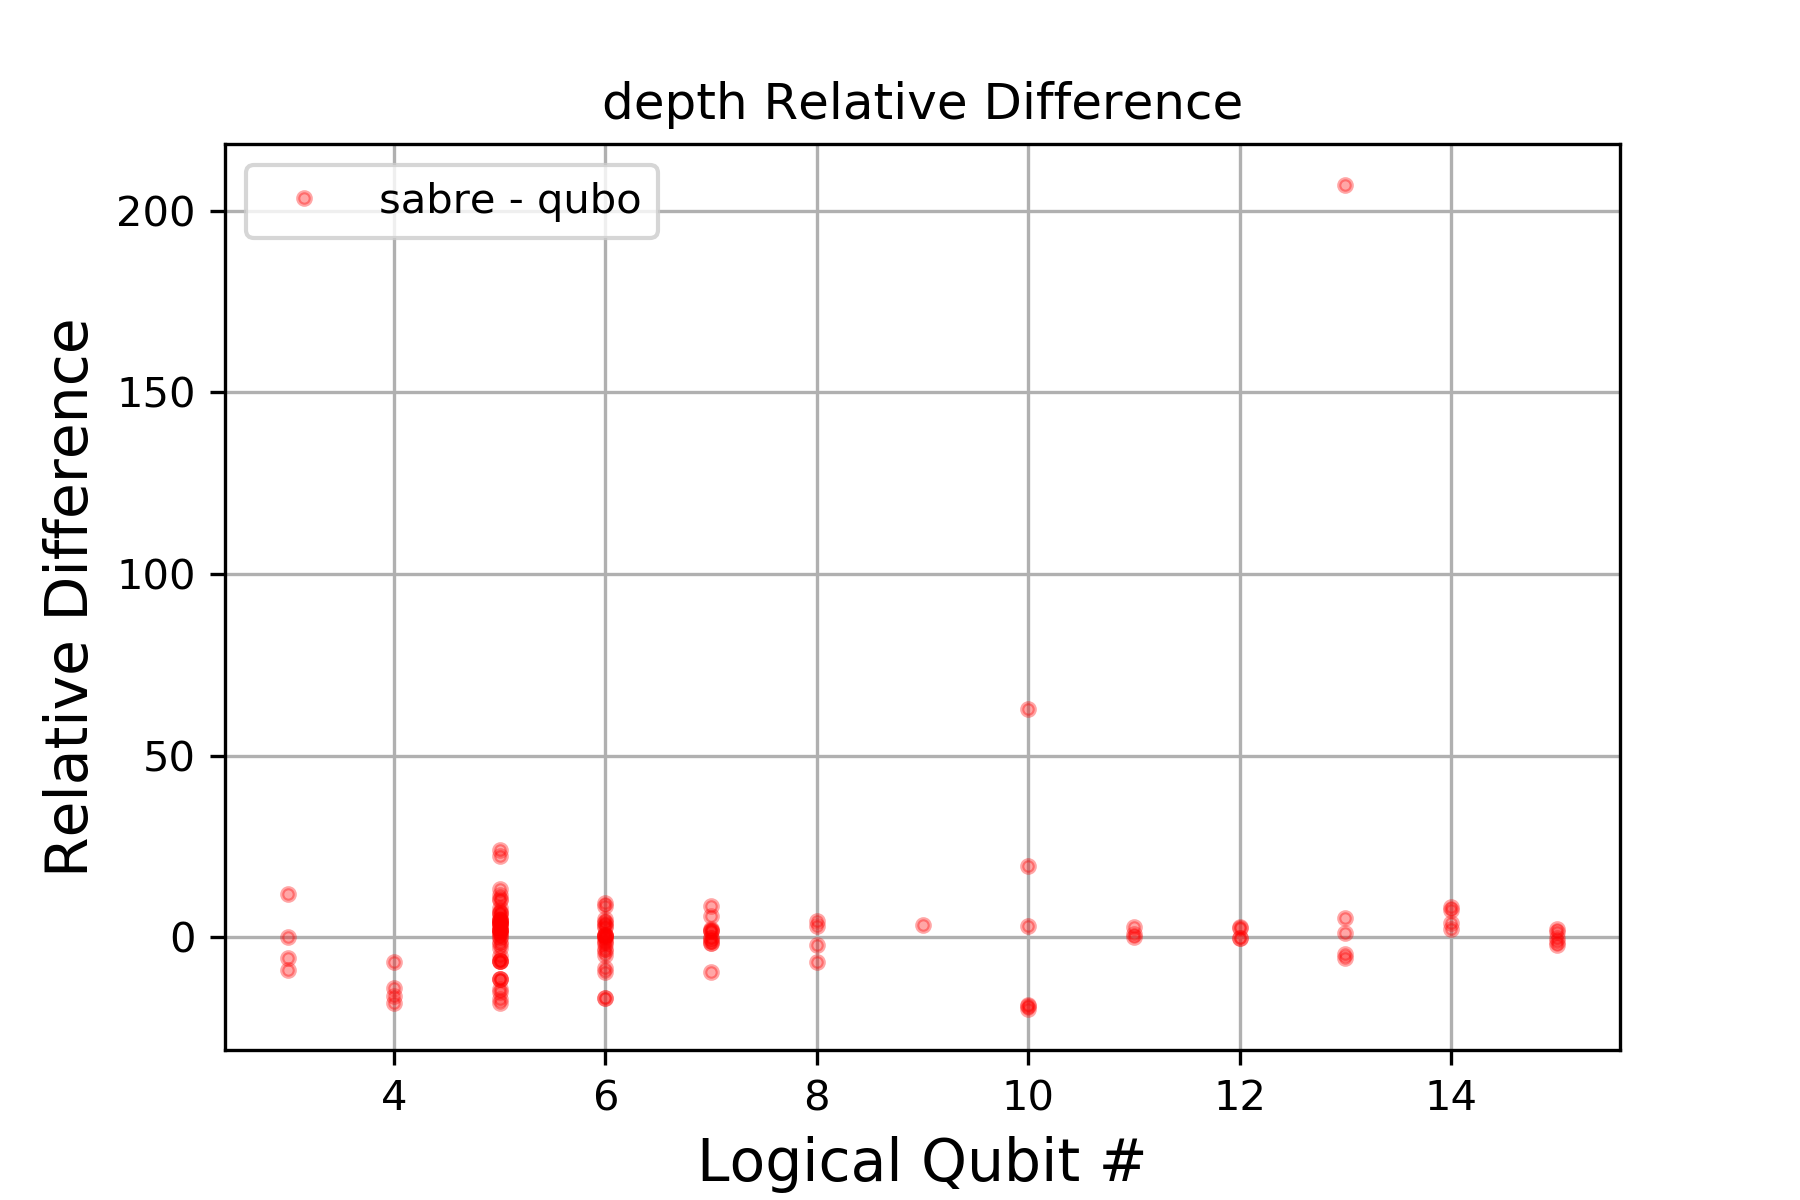 depth Relative Difference
sabre - qubo
Relative Difference
200
150
100
50
0
4 6 8 10 12 14
Logical Qubit #